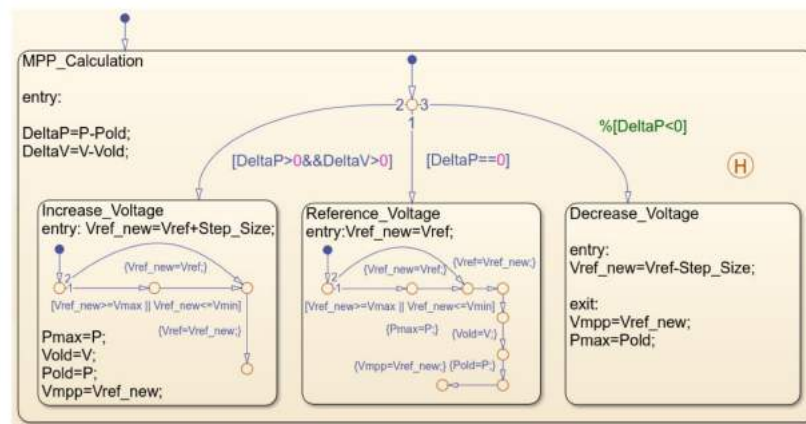 MPP_Calculation
entry:
DeltaP=P-Pold;
DeltaV=V-Vold;
2 3
1
%[DeltaP<0]
[DeltaP>0&&DeltaV>0]
[DeltaP==0]
H
Increase_Voltage
entry: Vref_new=Vref+Step_Size;
{Vref_new=Vref;}
2
1
[Vref_new>=Vmax || Vref_new<=Vmin]
{Vref=Vref_new;}
Pmax=P;
Vold=V;
Pold=P;
Vmpp=Vref_new;
Reference_Voltage
entry:Vref_new=Vref;
{Vref_new=Vref;}
{Vref=Vref_new;}
2
1
[Vref_new>=Vmax || Vref_new<=Vmin]
{Pmax=P;}
{Vold=V;}
{Vmpp=Vref_new;}
{Pold=P;}
Decrease_Voltage
entry:
Vref_new=Vref-Step_Size;
exit:
Vmpp=Vref_new;
Pmax=Pold;